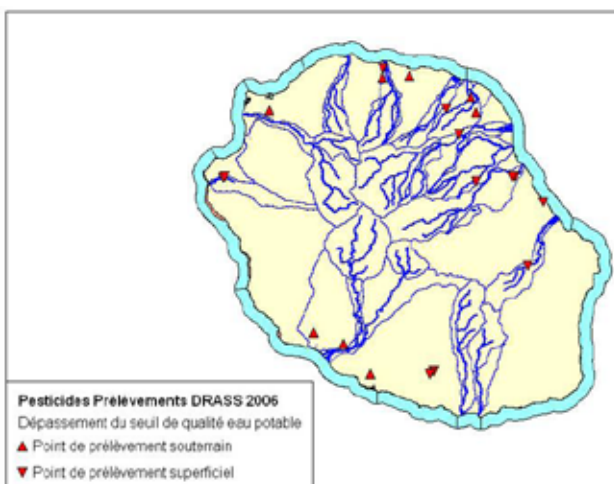 Pesticides Prélèvements DRASS 2006
Dépassement du seuil de qualité eau potable
Point de prélèvement souterrain
Point de prélèvement superficiel